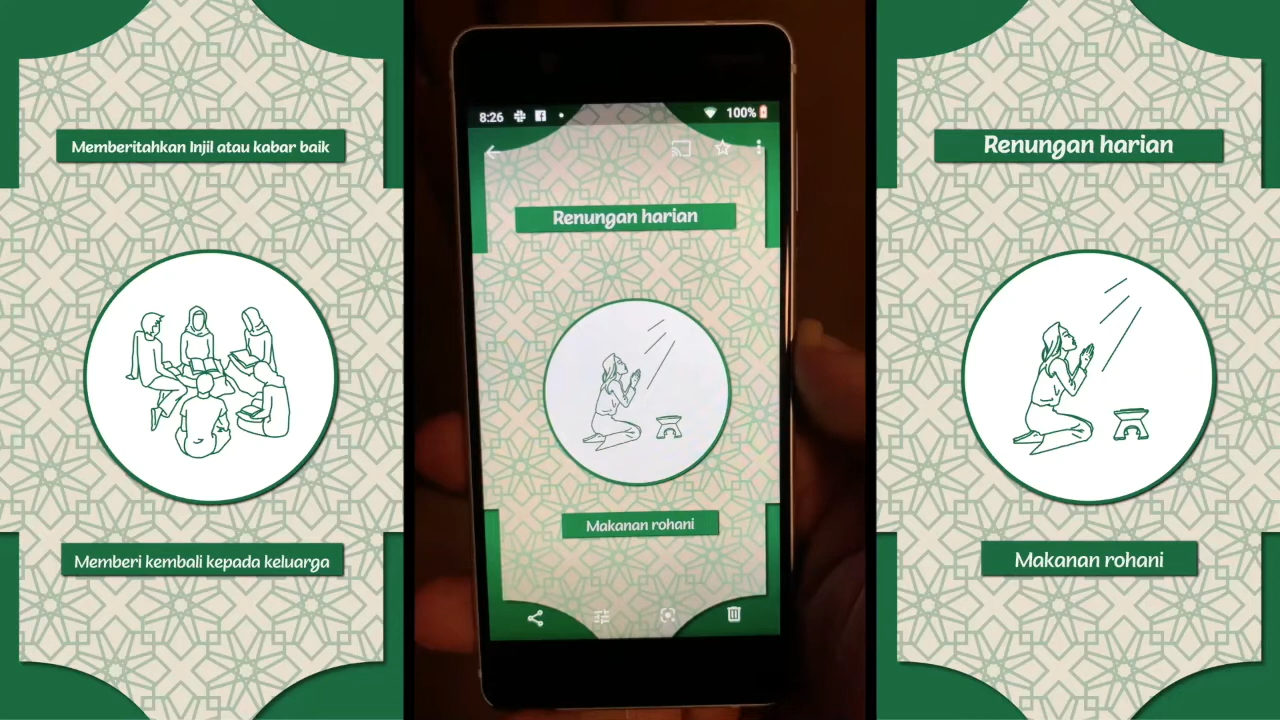 Memberitahkan Injil atau kabar baik
Memberi kembali kepada keluarga
8:26
100%
Renungan harian
Makanan rohani
Renungan harian
Makanan rohani